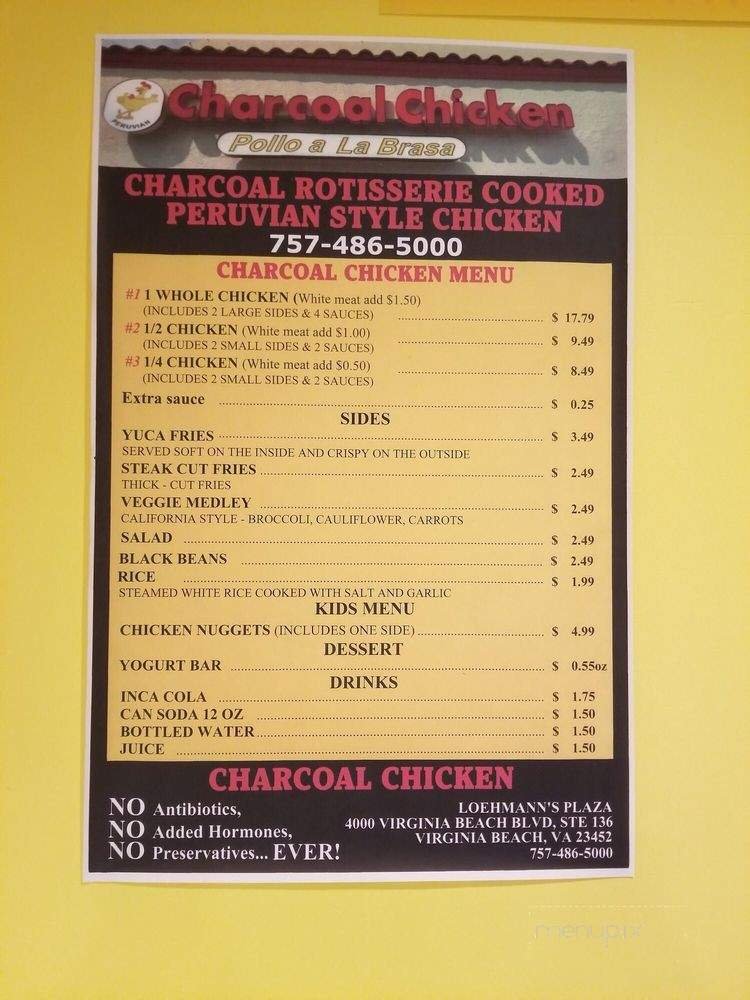 PERUVIAN
Charcoal Chicken
Pollo a La Brasa
CHARCOAL ROTISSERIE COOKED
PERUVIAN STYLE CHICKEN
757-486-5000
CHARCOAL CHICKEN MENU
#1 1 WHOLE CHICKEN (White meat add $1.50)
(INCLUDES 2 LARGE SIDES & 4 SAUCES) $ 17.79
#2 1/2 CHICKEN (White meat add $1.00)
(INCLUDES 2 SMALL SIDES & 2 SAUCES) $ 9.49
#3 1/4 CHICKEN (White meat add $0.50)
(INCLUDES 2 SMALL SIDES & 2 SAUCES) $ 8.49
Extra sauce $ 0.25
SIDES
YUCA FRIES $ 3.49
SERVED SOFT ON THE INSIDE AND CRISPY ON THE OUTSIDE
STEAK CUT FRIES $ 2.49
THICK - CUT FRIES
VEGGIE MEDLEY $ 2.49
CALIFORNIA STYLE - BROCCOLI, CAULIFLOWER, CARROTS
SALAD $ 2.49
BLACK BEANS $ 2.49
RICE $ 1.99
STEAMED WHITE RICE COOKED WITH SALT AND GARLIC
KIDS MENU
CHICKEN NUGGETS (INCLUDES ONE SIDE) $ 4.99
DESSERT
YOGURT BAR $ 0.55oz
DRINKS
INCA COLA $ 1.75
CAN SODA 12 OZ $ 1.50
BOTTLED WATER $ 1.50
JUICE $ 1.50
CHARCOAL CHICKEN
NO Antibiotics,
NO Added Hormones,
NO Preservatives... EVER!
LOEHMANN'S PLAZA
4000 VIRGINIA BEACH BLVD, STE 136
VIRGINIA BEACH, VA 23452
757-486-5000
menupix